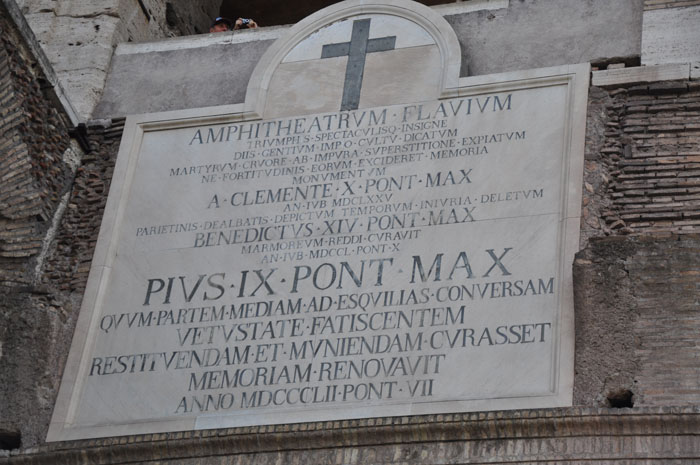 AMPHITHEATRVM · FLAVIVM
TRIVMPHIS · SPECTACVLISQ · INSIGNE
DIIS · GENTIVM · IMPIO · CVLTV · DICATVM
MARTYRVM · CRVORE · AB · IMPVRA · SVPERSTITIONE · EXPIATVM
NE · FORTITVDINIS · EORVM · EXCIDERET · MEMORIA
MONVMENTVM
A · CLEMENTE · X · PONT · MAX
AN · IVB · MDCLXXV
PARIETINIS · DEALBATIS · DEPICTVM · TEMPORVM · INIVRIA · DELETVM
BENEDICTVS · XIV · PONT · MAX
MARMOREVM · REDDI · CVRAVIT
AN · IVB · MDCCL · PONT · X
PIVS · IX · PONT · MAX
QVVM · PARTEM · MEDIAM · AD · ESQVILIAS · CONVERSAM
VETVSTATE · FATISCENTEM
RESTITVENDAM · ET · MVNIENDAM · CVRASSET
MEMORIAM · RENOVAVIT
ANNO · MDCCCLII · PONT · VII